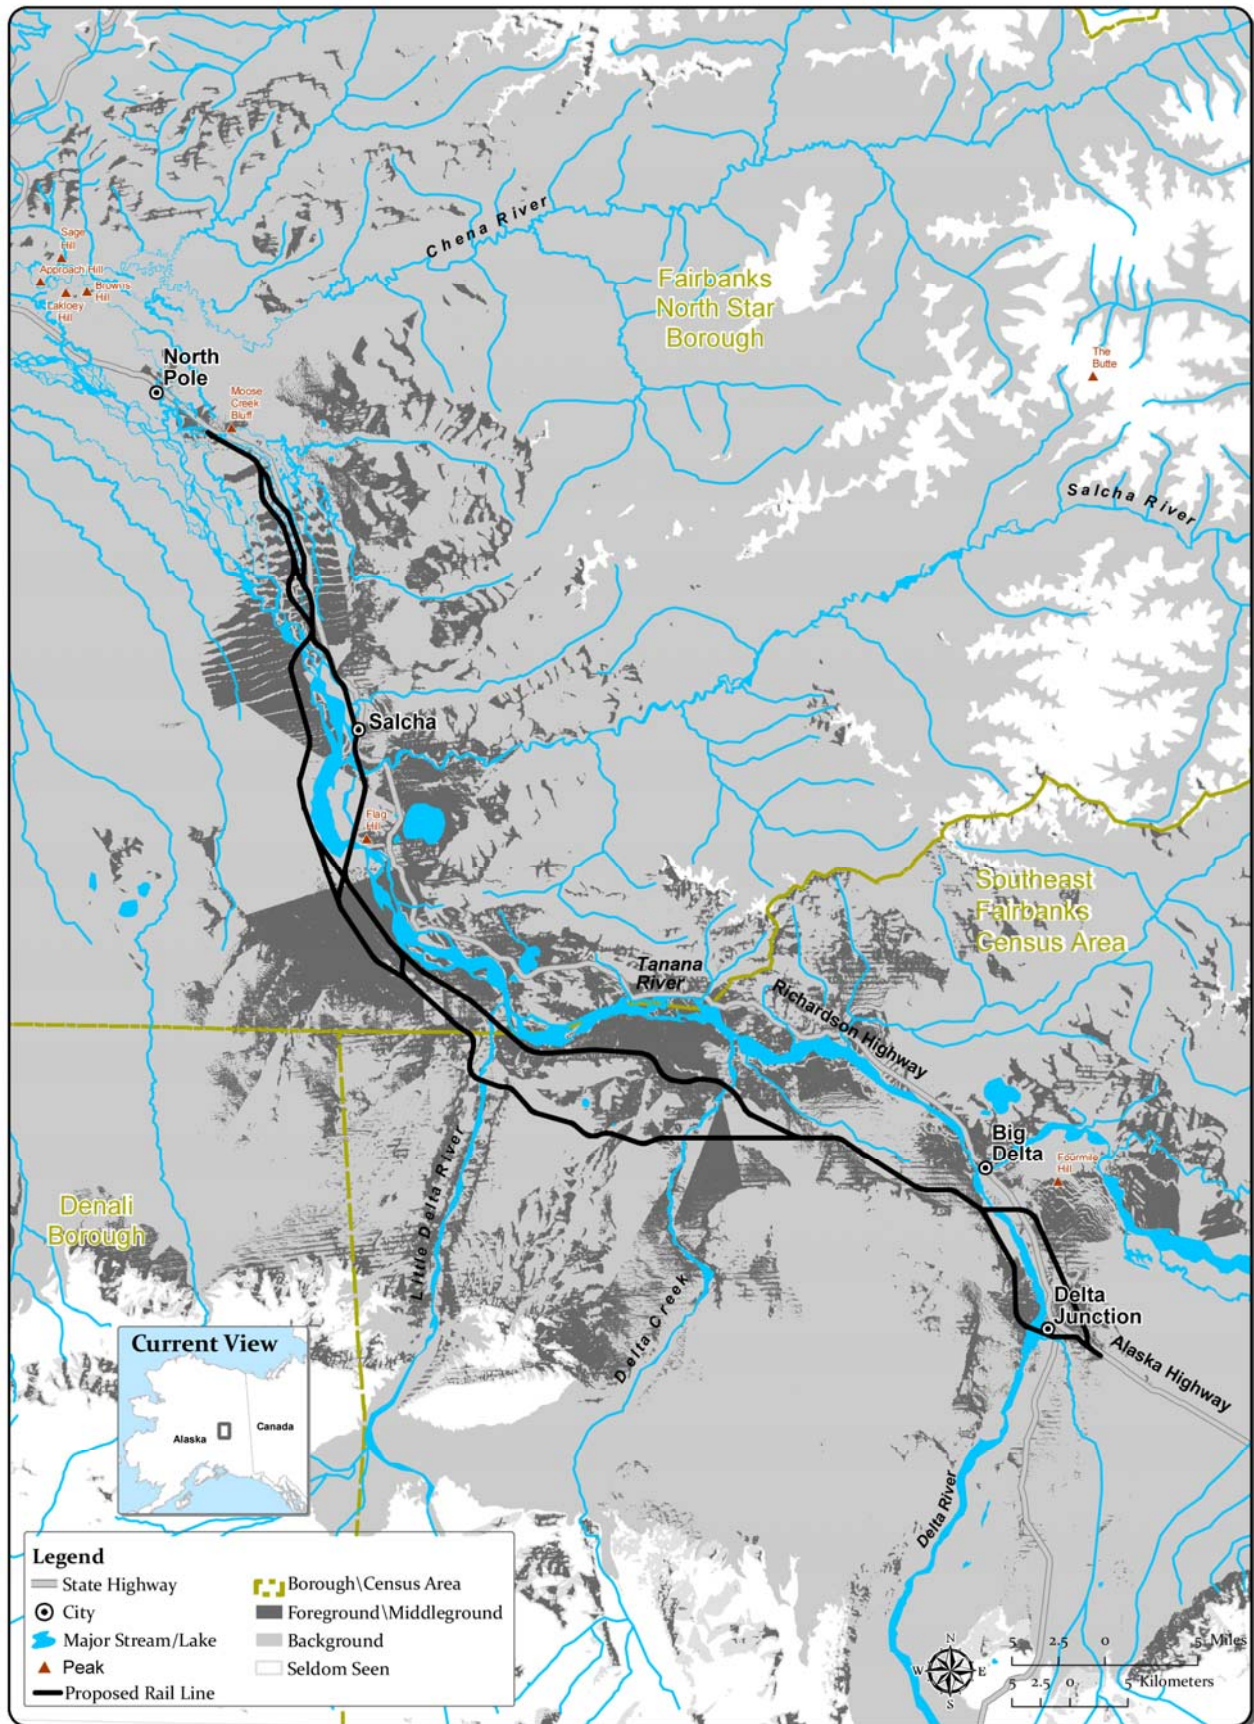 Chena River
Fairbanks
North Star
Borough
Sage
Hill
Approach Hill
Browns
Hill
Lakloey
Hill
North
Pole
Moose
Creek
Bluff
The
Butte
Salcha River
Salcha
Flag
Hill
Southeast
Fairbanks
Census Area
Tanana
River
Richardson Highway
Big
Delta
Fourmile
Hill
Denali
Borough
Little Delta River
Delta Creek
Delta
Junction
Alaska Highway
Delta River
Current View
Alaska
Canada
Legend
State Highway
City
Major Stream/Lake
Peak
Proposed Rail Line
Borough\Census Area
Foreground\Middleground
Background
Seldom Seen
N
W
E
S
5 2.5 0 5 Miles
5 2.5 0 5 Kilometers